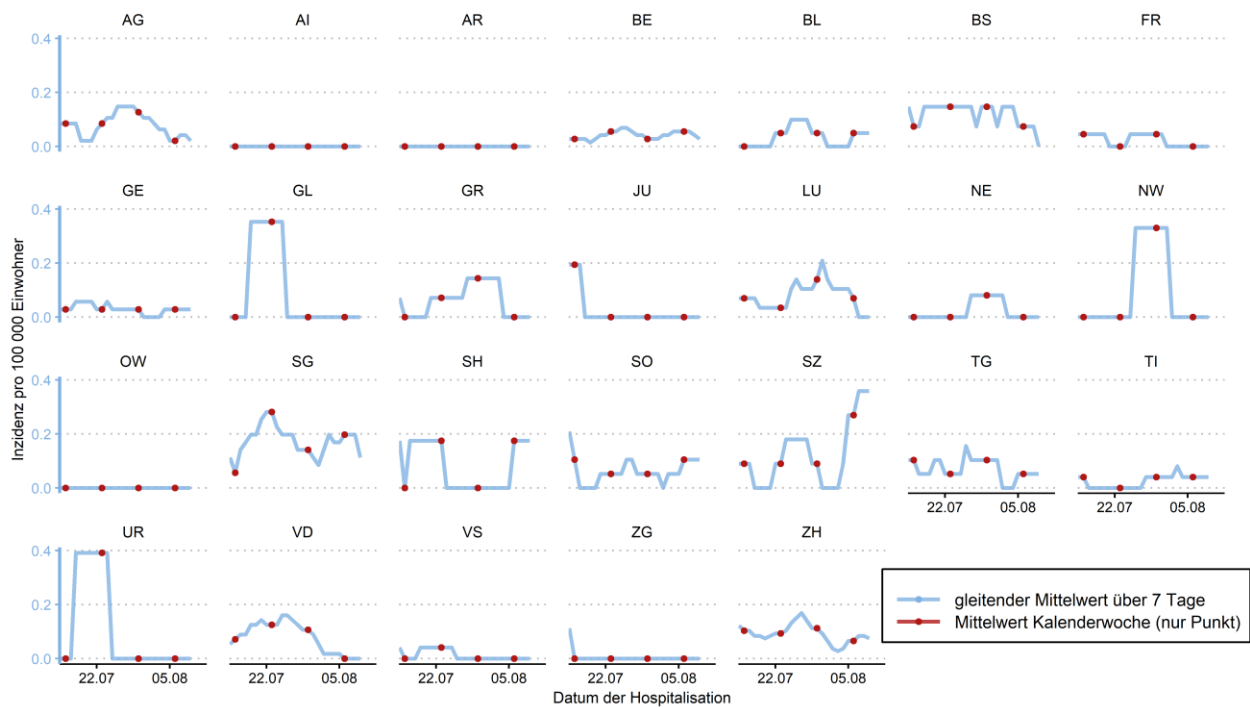 AG AI AR BE BL BS FR
0.4
0.2
0.0
GE GL GR JU LU NE NW
0.4
0.2
0.0
OW SG SH SO SZ TG TI
0.4
0.2
0.0
22.07 05.08 22.07 05.08
UR VD VS ZG ZH
0.4
0.2
0.0
22.07 05.08 22.07 05.08 22.07 05.08 22.07 05.08 22.07 05.08
Inzidenz pro 100 000 Einwohner
Datum der Hospitalisation
gleitender Mittelwert über 7 Tage
Mittelwert Kalenderwoche (nur Punkt)